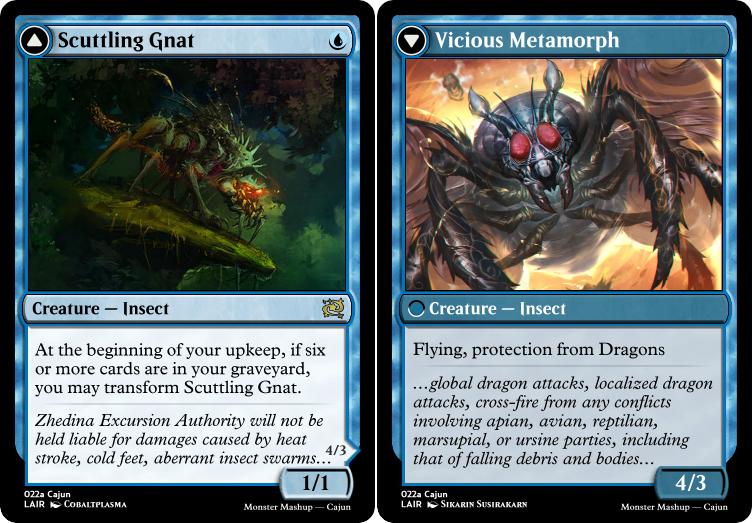 Scuttling Gnat
Creature — Insect
At the beginning of your upkeep, if six
or more cards are in your graveyard,
you may transform Scuttling Gnat.
Zhedina Excursion Authority will not be
held liable for damages caused by heat
stroke, cold feet, aberrant insect swarms...
4/3
1/1
022a Cajun
LAIR Cobaltplasma
Monster Mashup — Cajun
Vicious Metamorph
Creature — Insect
Flying, protection from Dragons
...global dragon attacks, localized dragon
attacks, cross-fire from any conflicts
involving apian, avian, reptilian,
marsupial, or ursine parties, including
that of falling debris and bodies...
4/3
022a Cajun
LAIR Sikarin Susirakarn
Monster Mashup — Cajun